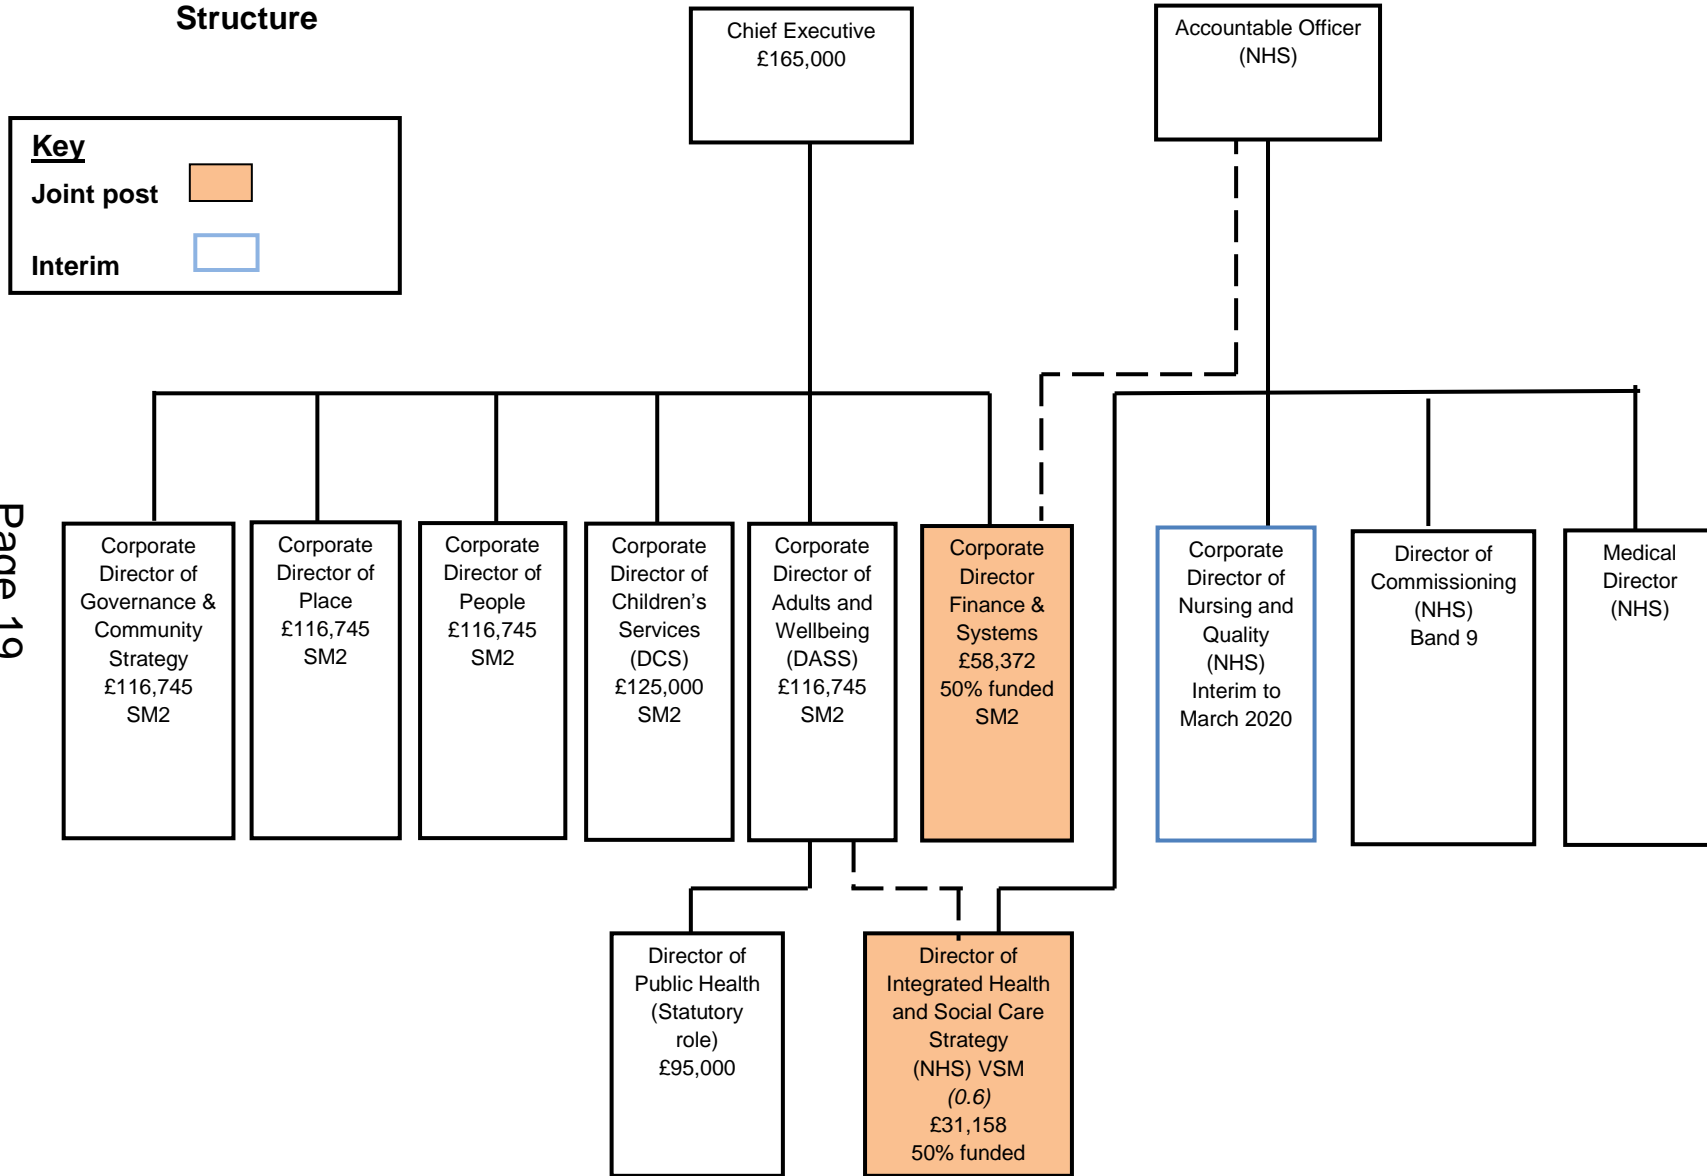 Structure
Key
Joint post
Interim
Chief Executive
£165,000
Accountable Officer
(NHS)
Corporate
Director of
Governance &
Community
Strategy
£116,745
SM2
Corporate
Director of
Place
£116,745
SM2
Corporate
Director of
People
£116,745
SM2
Corporate
Director of
Children’s
Services
(DCS)
£125,000
SM2
Corporate
Director of
Adults and
Wellbeing
(DASS)
£116,745
SM2
Corporate
Director
Finance &
Systems
£58,372
50% funded
SM2
Corporate
Director of
Nursing and
Quality
(NHS)
Interim to
March 2020
Director of
Commissioning
(NHS)
Band 9
Medical
Director
(NHS)
Director of
Public Health
(Statutory
role)
£95,000
Director of
Integrated Health
and Social Care
Strategy
(NHS) VSM
(0.6)
£31,158
50% funded
Page 19